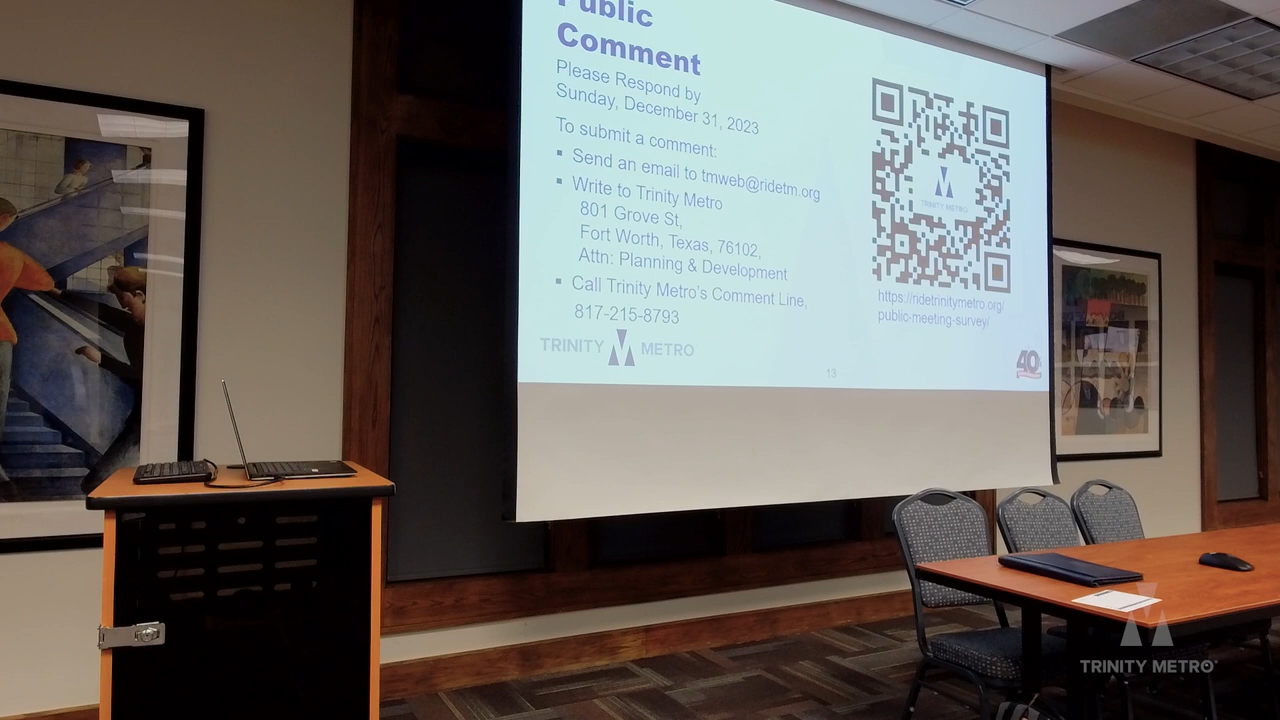 Public
Comment
Please Respond by
Sunday, December 31, 2023
To submit a comment:
▪ Send an email to tmweb@ridetm.org
▪ Write to Trinity Metro
801 Grove St,
Fort Worth, Texas, 76102,
Attn: Planning & Development
▪ Call Trinity Metro's Comment Line,
817-215-8793
TRINITY METRO
13
TRINITY METRO
https://ridetrinitymetro.org/
public-meeting-survey/
40
TRINITY METRO